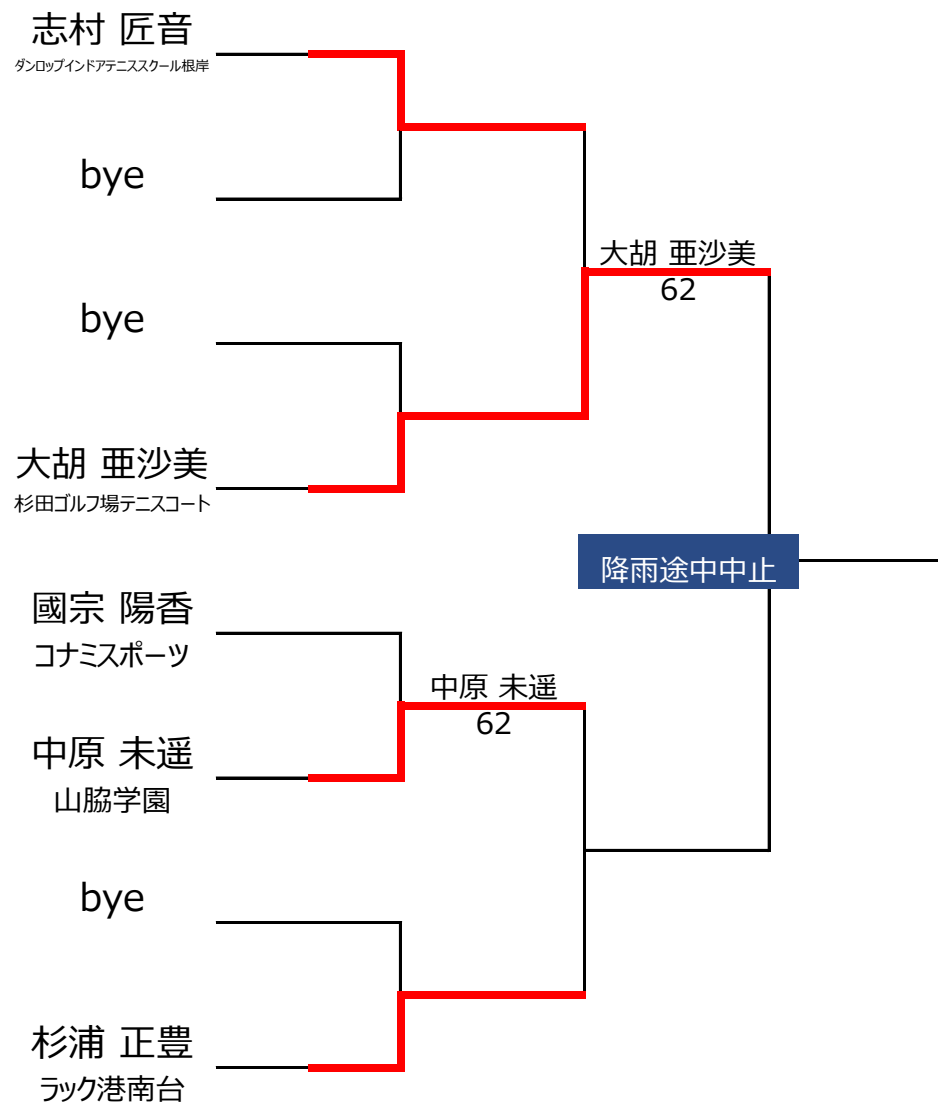 志村 匠音
ダンロップインドアテニススクール根岸
bye
bye
大胡 亜沙美
62
大胡 亜沙美
杉田ゴルフ場テニスコート
降雨途中中止
國宗 陽香
コナミスポーツ
中原 未遥
62
中原 未遥
山脇学園
bye
杉浦 正豊
ラック港南台